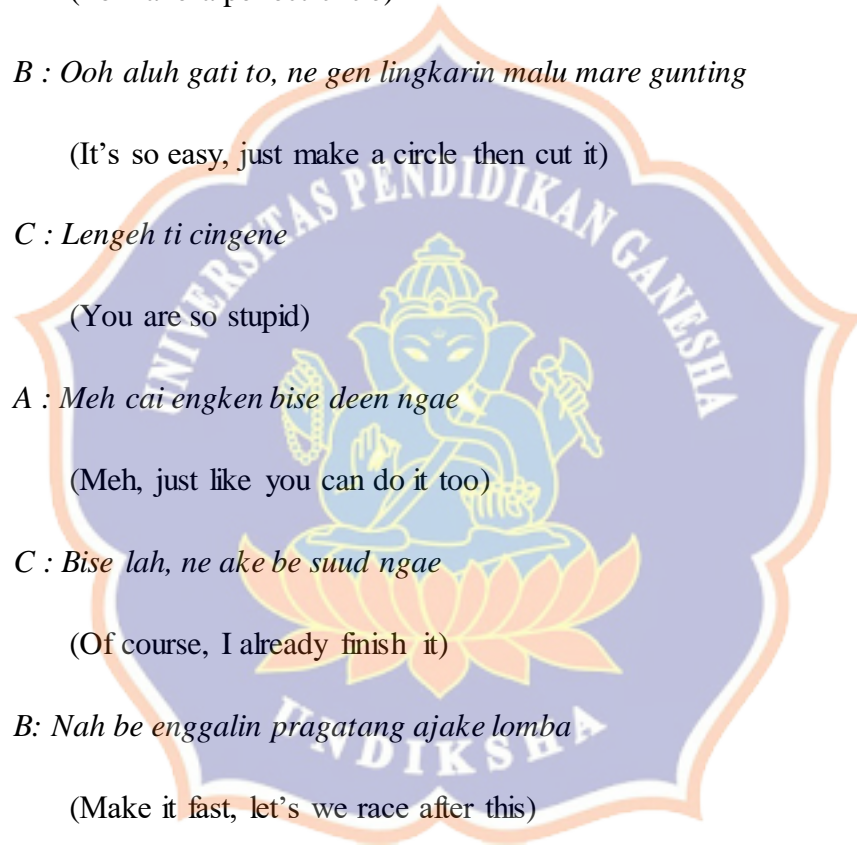 B : Ooh aluh gati to, ne gen lingkarin malu mare gunting
(It's so easy, just make a circle then cut it)
C : Lengeh ti cingene
(You are so stupid)
A : Meh cai engken bise deen ngae
(Meh, just like you can do it too)
C : Bise lah, ne ake be suud ngae
(Of course, I already finish it)
B: Nah be enggalin pragatang ajake lomba
(Make it fast, let's we race after this)
UNIVERSITAS PENDIDIKAN GANESHA
UNDIKSHA